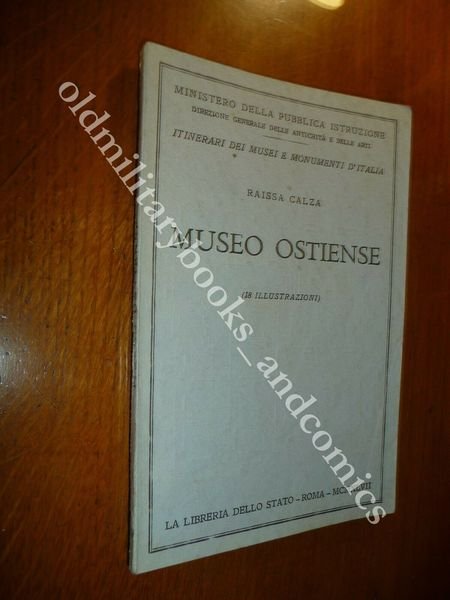 MINISTERO DELLA PUBBLICA ISTRUZIONE
DIREZIONE GENERALE DELLE ANTICHITÀ E BELLE ARTI
ITINERARI DEI MUSEI E MONUMENTI D'ITALIA
RAISSA CALZA
MUSEO OSTIENSE
(18 ILLUSTRAZIONI)
LA LIBRERIA DELLO STATO - ROMA -
oldmilitarybooks_andcomics